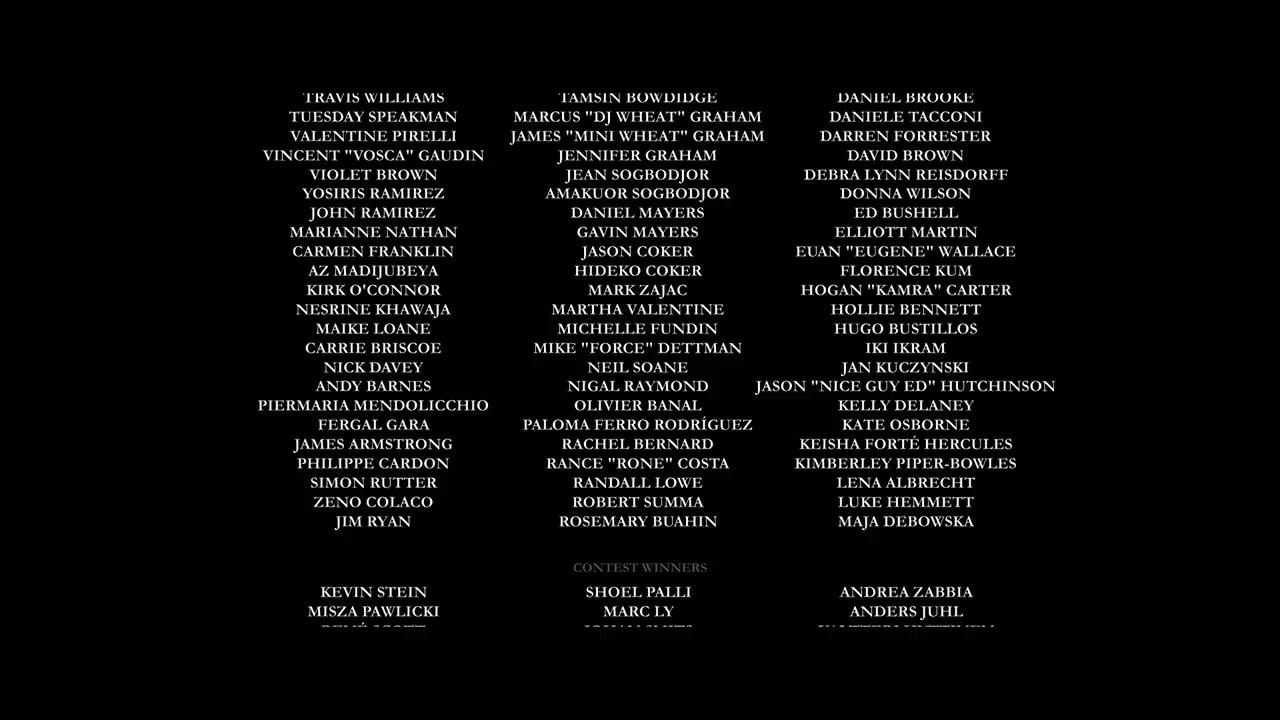 TRAVIS WILLIAMS TAMSIN BOWDIDGE DANIEL BROOKE
TUESDAY SPEAKMAN MARCUS "DJ WHEAT" GRAHAM DANIELE TACCONI
VALENTINE PIRELLI JAMES "MINI WHEAT" GRAHAM DARREN FORRESTER
VINCENT "VOSCA" GAUDIN JENNIFER GRAHAM DAVID BROWN
VIOLET BROWN JEAN SOGBODJOR DEBRA LYNN REISDORFF
YOSIRIS RAMIREZ AMAKUOR SOGBODJOR DONNA WILSON
JOHN RAMIREZ DANIEL MAYERS ED BUSHELL
MARIANNE NATHAN GAVIN MAYERS ELLIOTT MARTIN
CARMEN FRANKLIN JASON COKER EUAN "EUGENE" WALLACE
AZ MADIJUBEYA HIDEKO COKER FLORENCE KUM
KIRK O'CONNOR MARK ZAJAC HOGAN "KAMRA" CARTER
NESRINE KHAWAJA MARTHA VALENTINE HOLLIE BENNETT
MAIKE LOANE MICHELLE FUNDIN HUGO BUSTILLOS
CARRIE BRISCOE MIKE "FORCE" DETTMAN IKI IKRAM
NICK DAVEY NEIL SOANE JAN KUCZYNSKI
ANDY BARNES NIGAL RAYMOND JASON "NICE GUY ED" HUTCHINSON
PIERMARIA MENDOLICCHIO OLIVIER BANAL KELLY DELANEY
FERGAL GARA PALOMA FERRO RODRÍGUEZ KATE OSBORNE
JAMES ARMSTRONG RACHEL BERNARD KEISHA FORTÉ HERCULES
PHILIPPE CARDON RANCE "RONE" COSTA KIMBERLEY PIPER-BOWLES
SIMON RUTTER RANDALL LOWE LENA ALBRECHT
ZENO COLACO ROBERT SUMMA LUKE HEMMETT
JIM RYAN ROSEMARY BUAHIN MAJA DEBOWSKA
CONTEST WINNERS
KEVIN STEIN SHOEL PALLI ANDREA ZABBIA
MISZA PAWLICKI MARC LY ANDERS JUHL